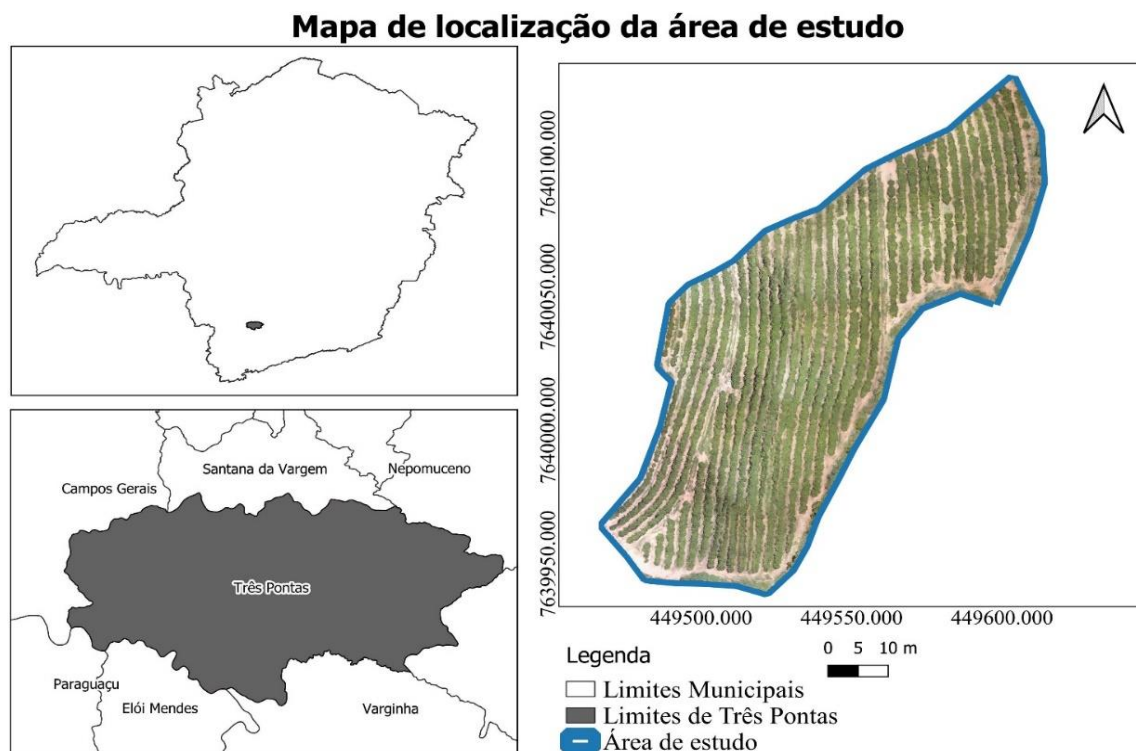 Mapa de localização da área de estudo
Santana da Vargem
Nepomuceno
Campos Gerais
Três Pontas
Paraguaçu
Elói Mendes
Varginha
7640100.000
7640050.000
7640000.000
7639950.000
449500.000
449550.000
449600.000
0 5 10 m
Legenda
Limites Municipais
Limites de Três Pontas
Área de estudo